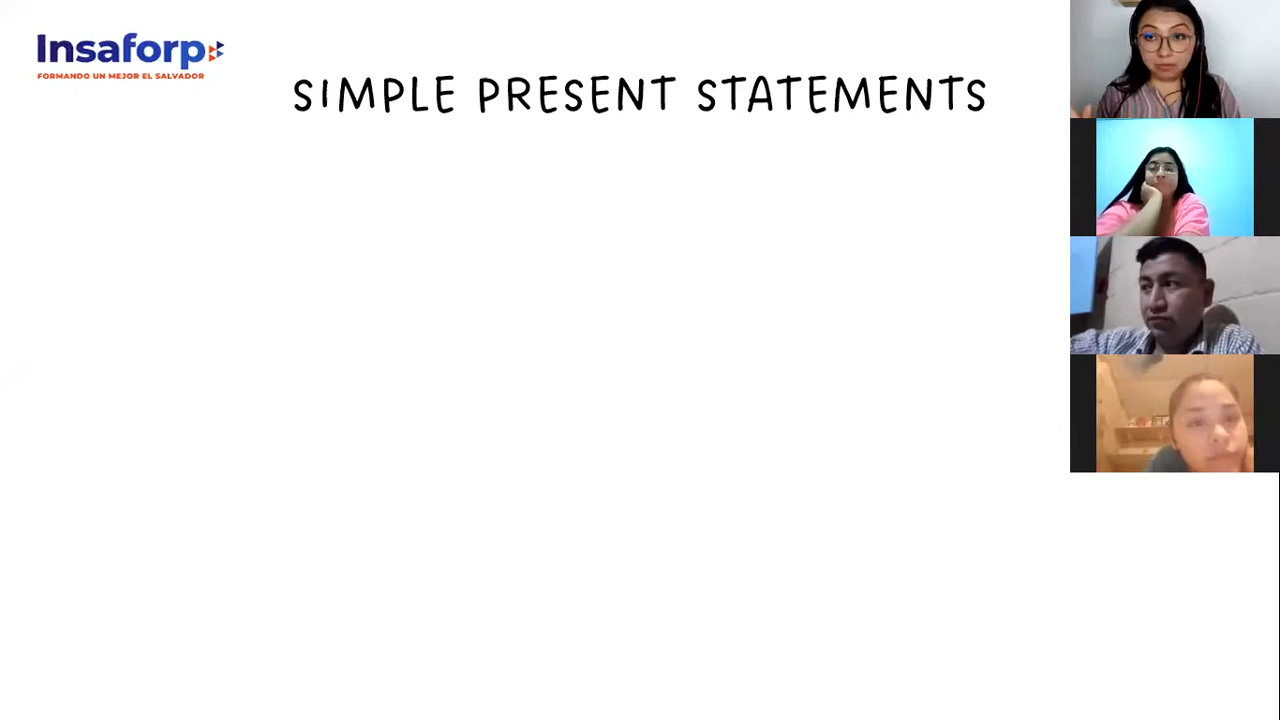 Insaforp
FORMANDO UN MEJOR EL SALVADOR
SIMPLE PRESENT STATEMENTS